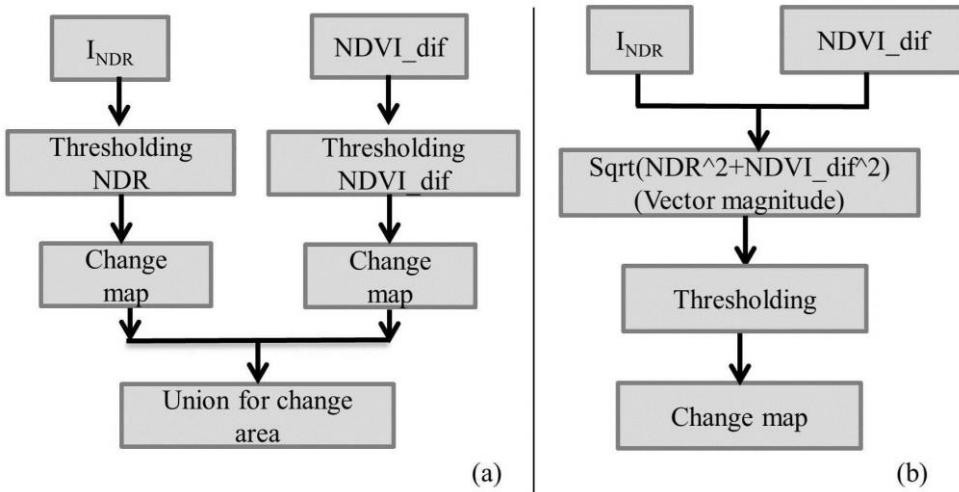 I_NDR
NDVI_dif
Thresholding
NDR
Thresholding
NDVI_dif
Change
map
Change
map
Union for change
area
(a)
I_NDR
NDVI_dif
Sqrt(NDR^2+NDVI_dif^2)
(Vector magnitude)
Thresholding
Change map
(b)